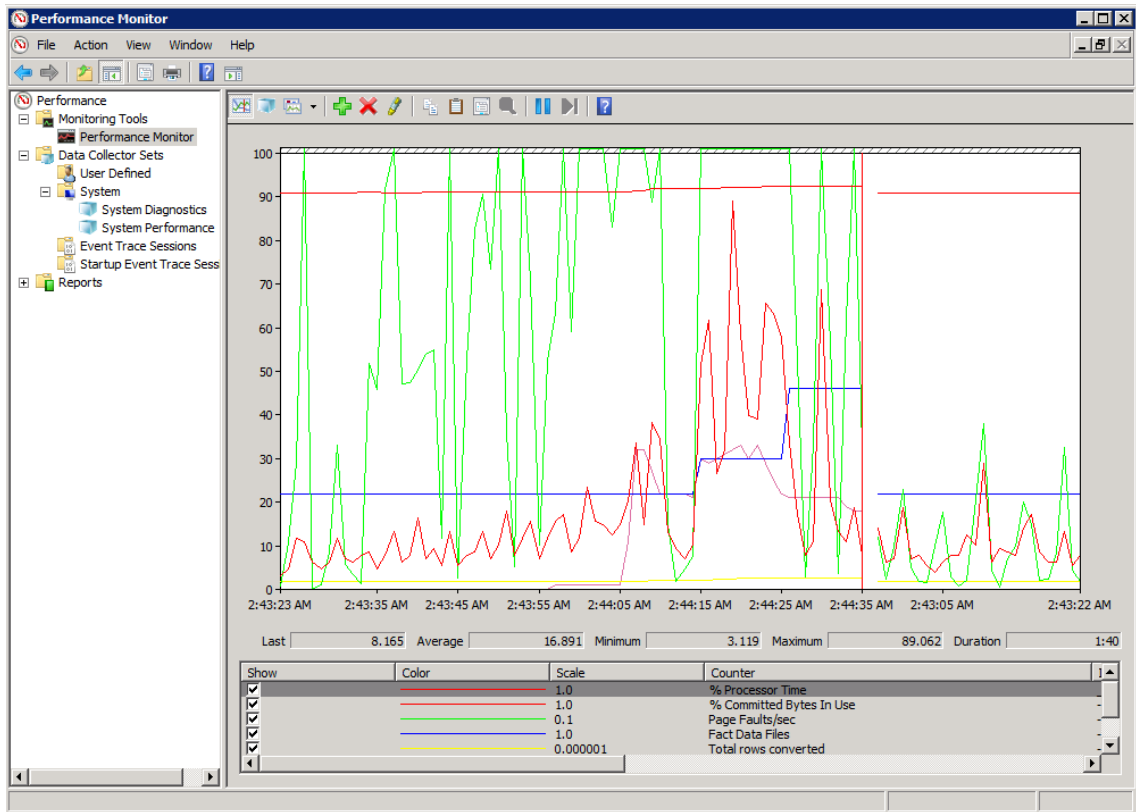 Performance Monitor
File Action View Window Help
Performance
Monitoring Tools
Performance Monitor
Data Collector Sets
User Defined
System
System Diagnostics
System Performance
Event Trace Sessions
Startup Event Trace Sess
Reports
100
90
80
70
60
50
40
30
20
10
0
2:43:23 AM 2:43:35 AM 2:43:45 AM 2:43:55 AM 2:44:05 AM 2:44:15 AM 2:44:25 AM 2:44:35 AM 2:43:05 AM 2:43:22 AM
Last 8.165 Average 16.891 Minimum 3.119 Maximum 89.062 Duration 1:40
Show Color Scale Counter
1.0 % Processor Time
1.0 % Committed Bytes In Use
0.1 Page Faults/sec
1.0 Fact Data Files
0.000001 Total rows converted